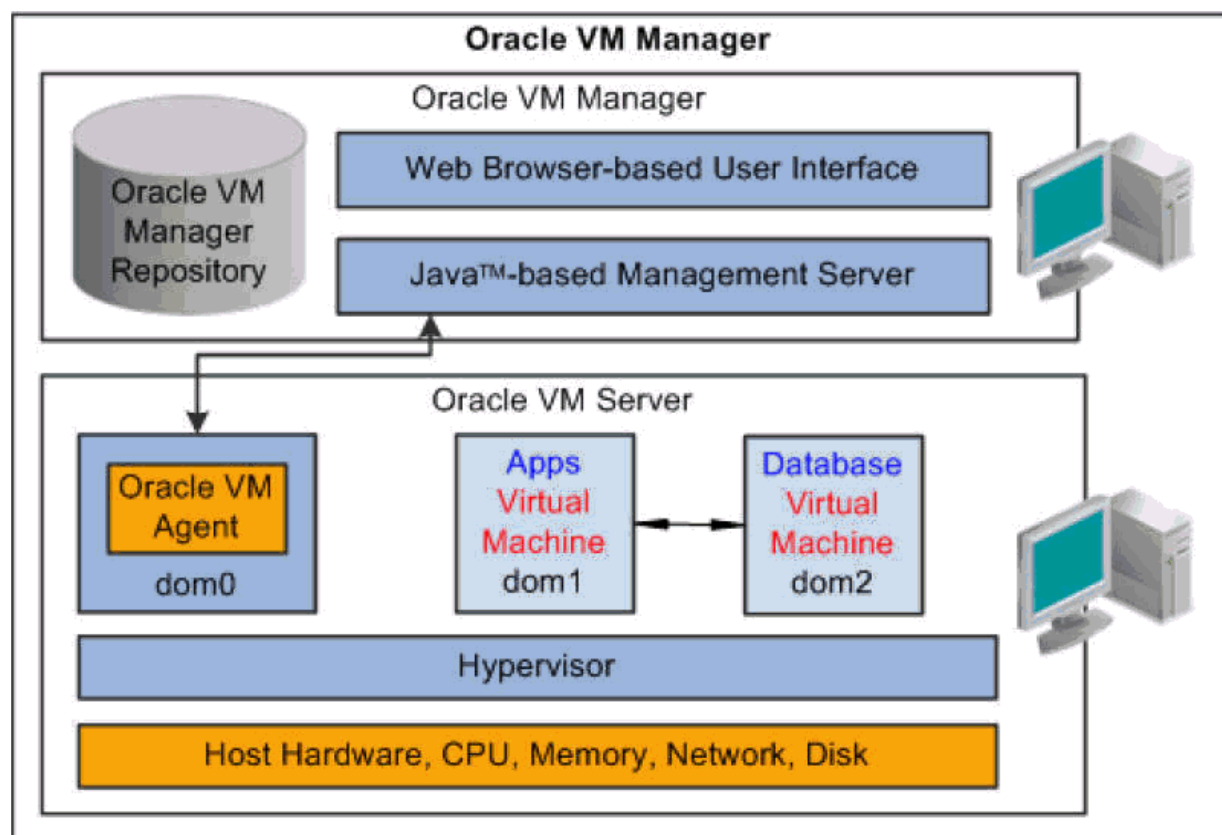 Oracle VM Manager
Oracle VM Manager
Oracle VM
Manager
Repository
Web Browser-based User Interface
Java™-based Management Server
Oracle VM Server
Oracle VM
Agent
dom0
Apps
Virtual
Machine
dom1
Database
Virtual
Machine
dom2
Hypervisor
Host Hardware, CPU, Memory, Network, Disk